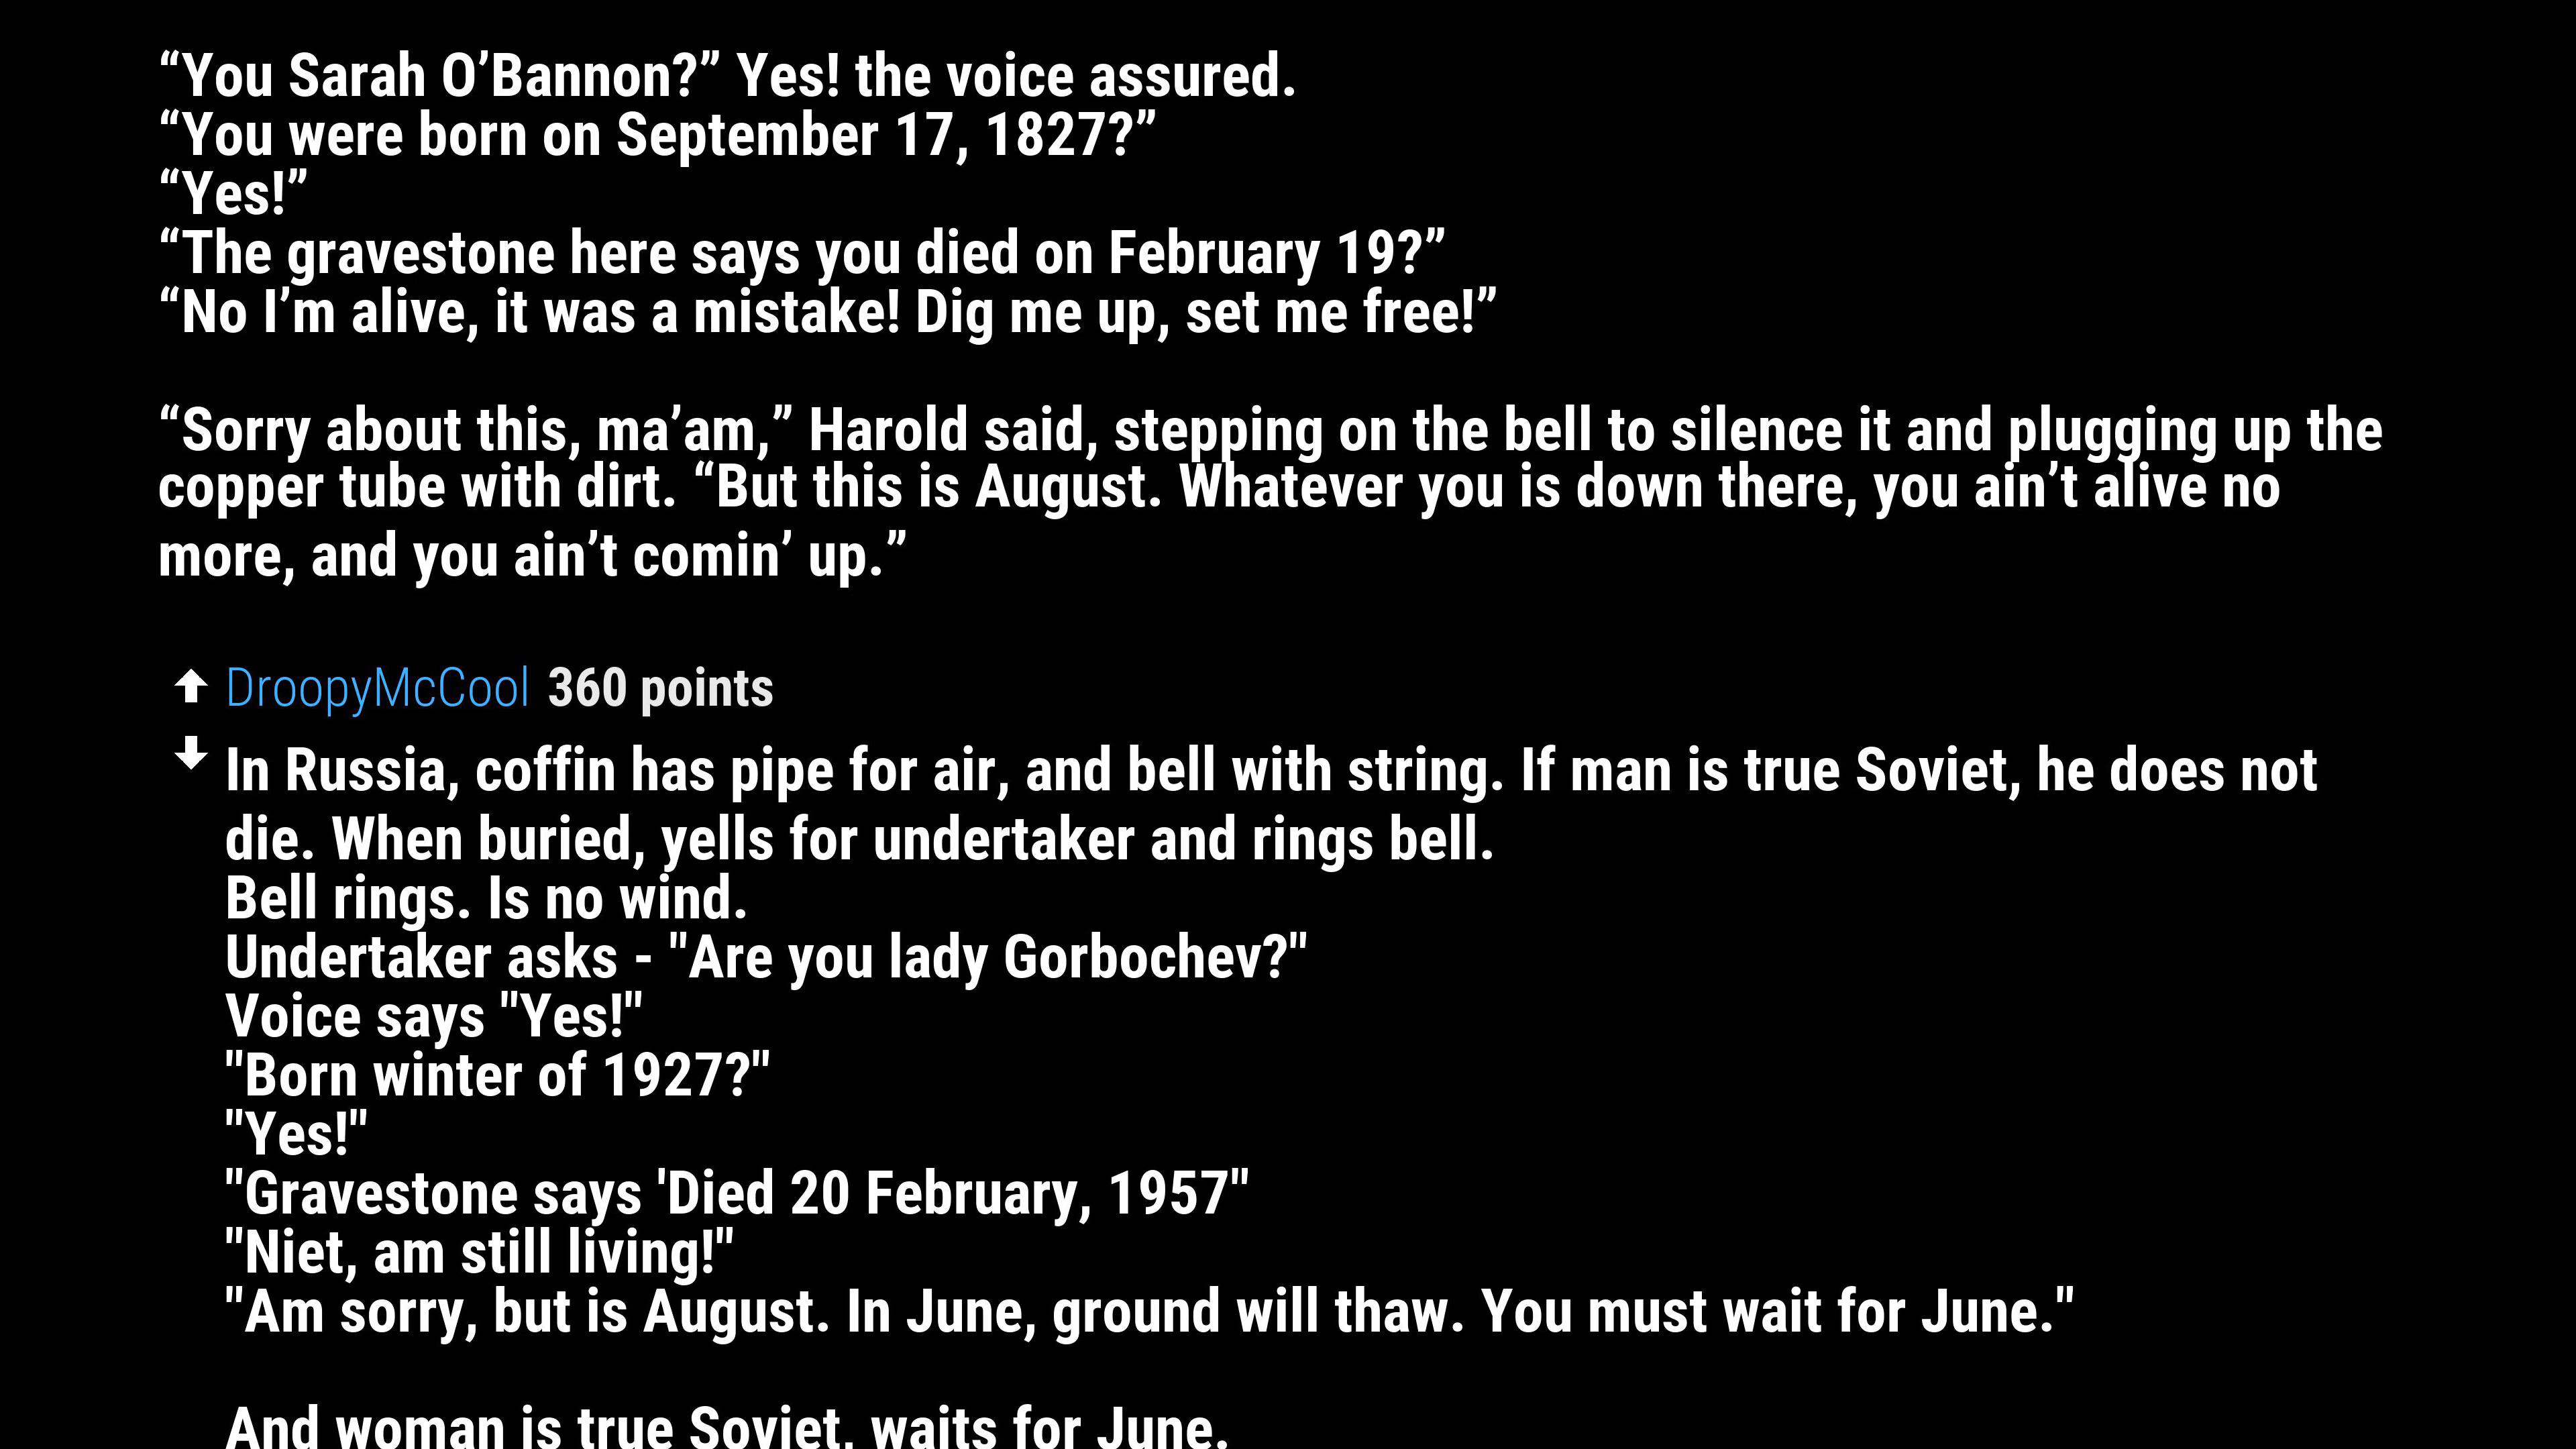 “You Sarah O’Bannon?” Yes! the voice assured.
“You were born on September 17, 1827?”
“Yes!”
“The gravestone here says you died on February 19?”
“No I’m alive, it was a mistake! Dig me up, set me free!”
“Sorry about this, ma’am,” Harold said, stepping on the bell to silence it and plugging up the
copper tube with dirt. “But this is August. Whatever you is down there, you ain’t alive no
more, and you ain’t comin’ up.”
DroopyMcCool 360 points
In Russia, coffin has pipe for air, and bell with string. If man is true Soviet, he does not
die. When buried, yells for undertaker and rings bell.
Bell rings. Is no wind.
Undertaker asks - "Are you lady Gorbochev?"
Voice says "Yes!"
"Born winter of 1927?"
"Yes!"
"Gravestone says 'Died 20 February, 1957"
"Niet, am still living!"
"Am sorry, but is August. In June, ground will thaw. You must wait for June."
And woman is true Soviet, waits for June.